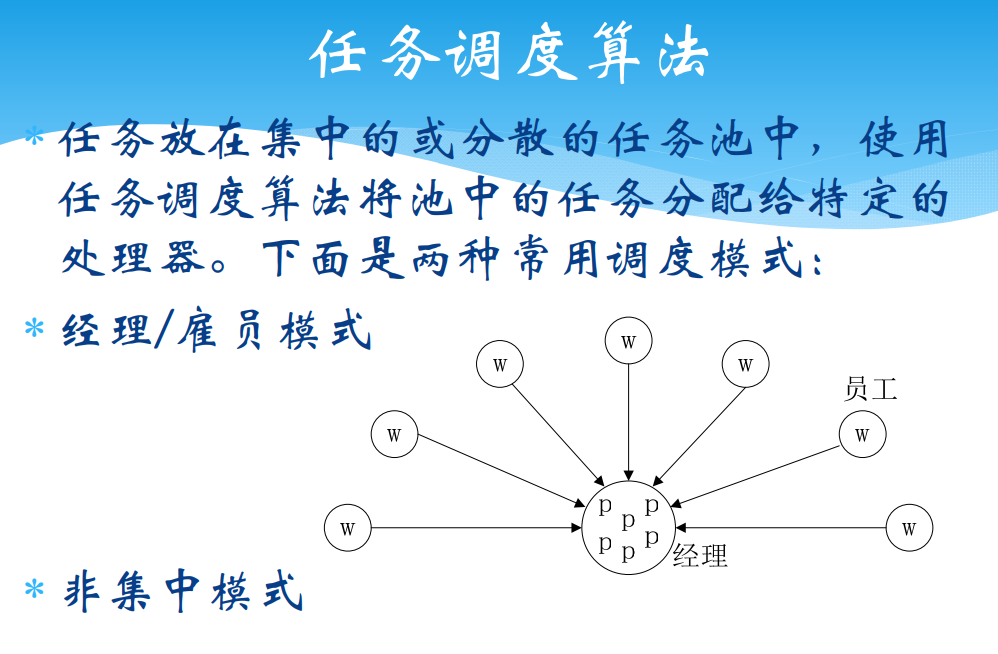 任务调度算法
* 任务放在集中的或分散的任务池中，使用
任务调度算法将池中的任务分配给特定的
处理器。下面是两种常用调度模式：
* 经理/雇员模式
w
w
w
员工
w
w
w
w
p
p
p
p
p
p
经理
* 非集中模式